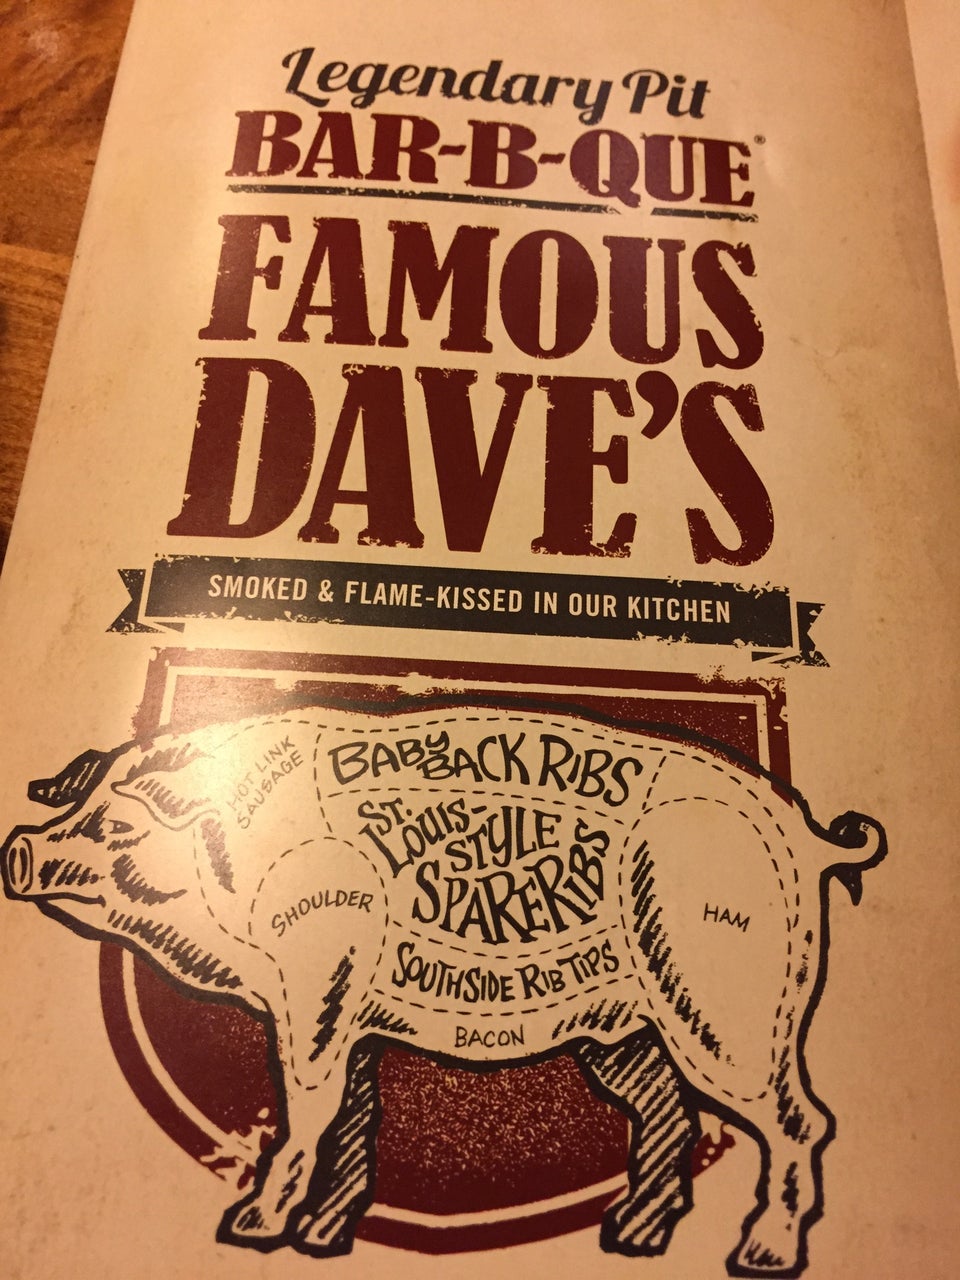 Legendary Pit
BAR-B-QUE®
FAMOUS
DAVE'S
SMOKED & FLAME-KISSED IN OUR KITCHEN
HOT LINK
SAUSAGE
BABY BACK RIBS
ST. LOUIS-
STYLE
SPARERIBS
SHOULDER
HAM
SOUTHSIDE RIB TIPS
BACON